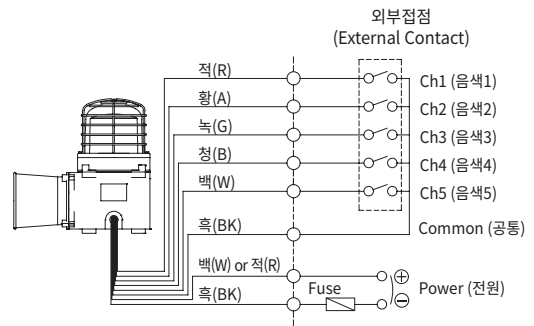 외부접점
(External Contact)
적(R)
Ch1 (음색1)
황(A)
Ch2 (음색2)
녹(G)
Ch3 (음색3)
청(B)
Ch4 (음색4)
백(W)
Ch5 (음색5)
흑(BK)
Common (공통)
백(W) or 적(R)
Fuse
Power (전원)
흑(BK)